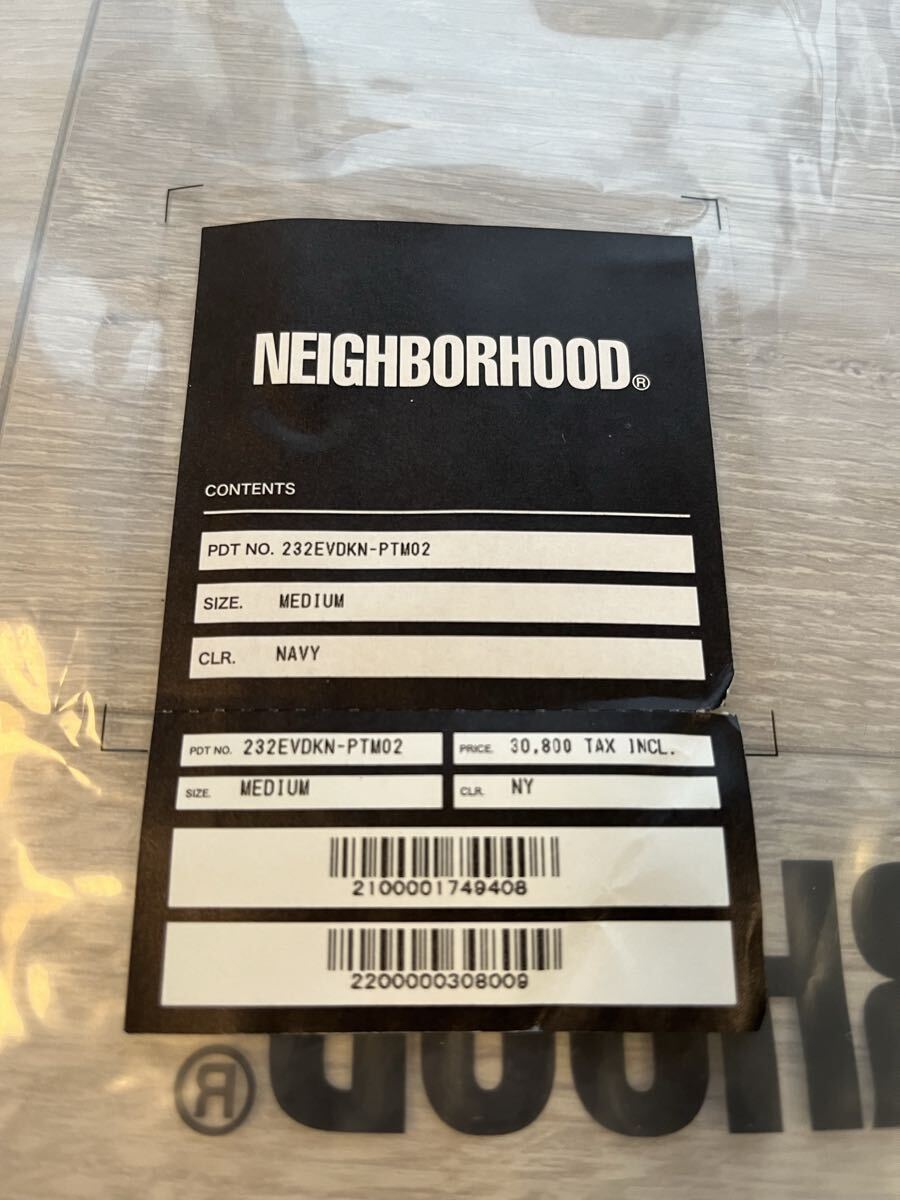 NEIGHBORHOOD®
CONTENTS
PDT NO. 232EVDKN-PTM02
SIZE. MEDIUM
CLR. NAVY
PDT NO. 232EVDKN-PTM02 PRICE. 30,800 TAX INCL.
SIZE. MEDIUM CLR. NY
2100001749408
2200000308009
HOOD®